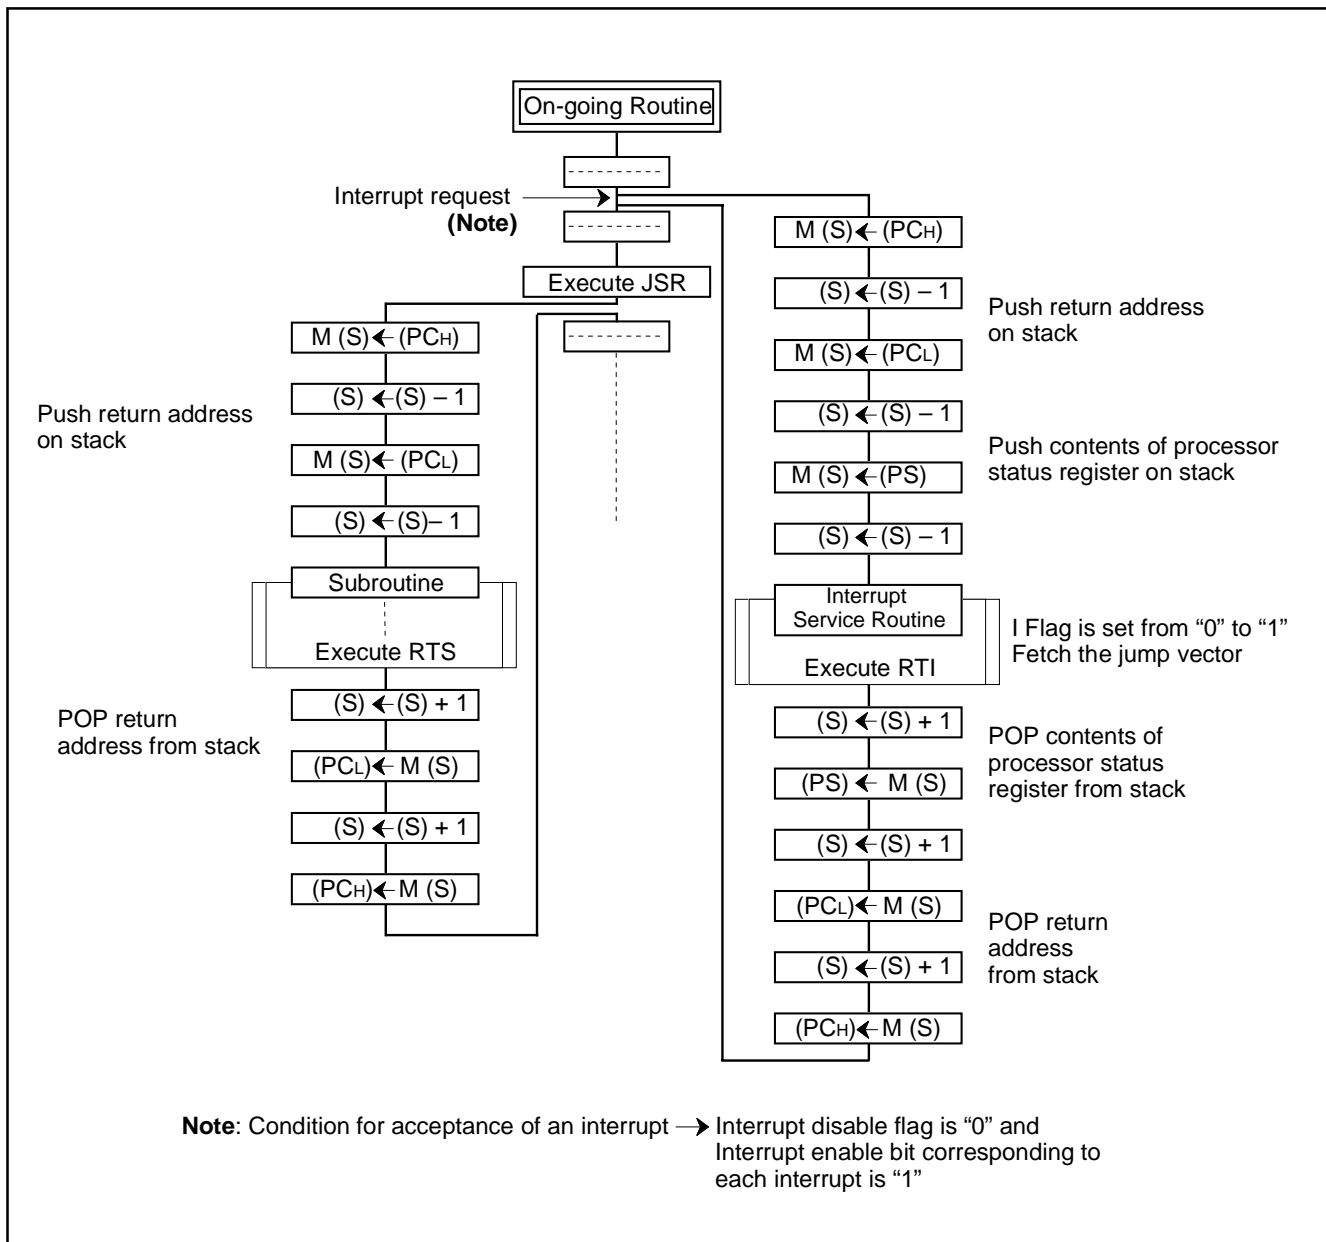 On-going Routine
Interrupt request
(Note)
Execute JSR
M (S) ← (PCH)
(S) ← (S) – 1
M (S) ← (PCL)
(S) ← (S)– 1
Push return address
on stack
Subroutine
Execute RTS
(S) ← (S) + 1
(PCL) ← M (S)
(S) ← (S) + 1
(PCH) ← M (S)
POP return
address from stack
M (S) ← (PCH)
(S) ← (S) – 1
M (S) ← (PCL)
(S) ← (S) – 1
M (S) ← (PS)
(S) ← (S) – 1
Push return address
on stack
Push contents of processor
status register on stack
Interrupt
Service Routine
Execute RTI
I Flag is set from “0” to “1”
Fetch the jump vector
(S) ← (S) + 1
(PS) ← M (S)
(S) ← (S) + 1
(PCL) ← M (S)
(S) ← (S) + 1
(PCH) ← M (S)
POP contents of
processor status
register from stack
POP return
address
from stack
Note: Condition for acceptance of an interrupt → Interrupt disable flag is “0” and
Interrupt enable bit corresponding to
each interrupt is “1”